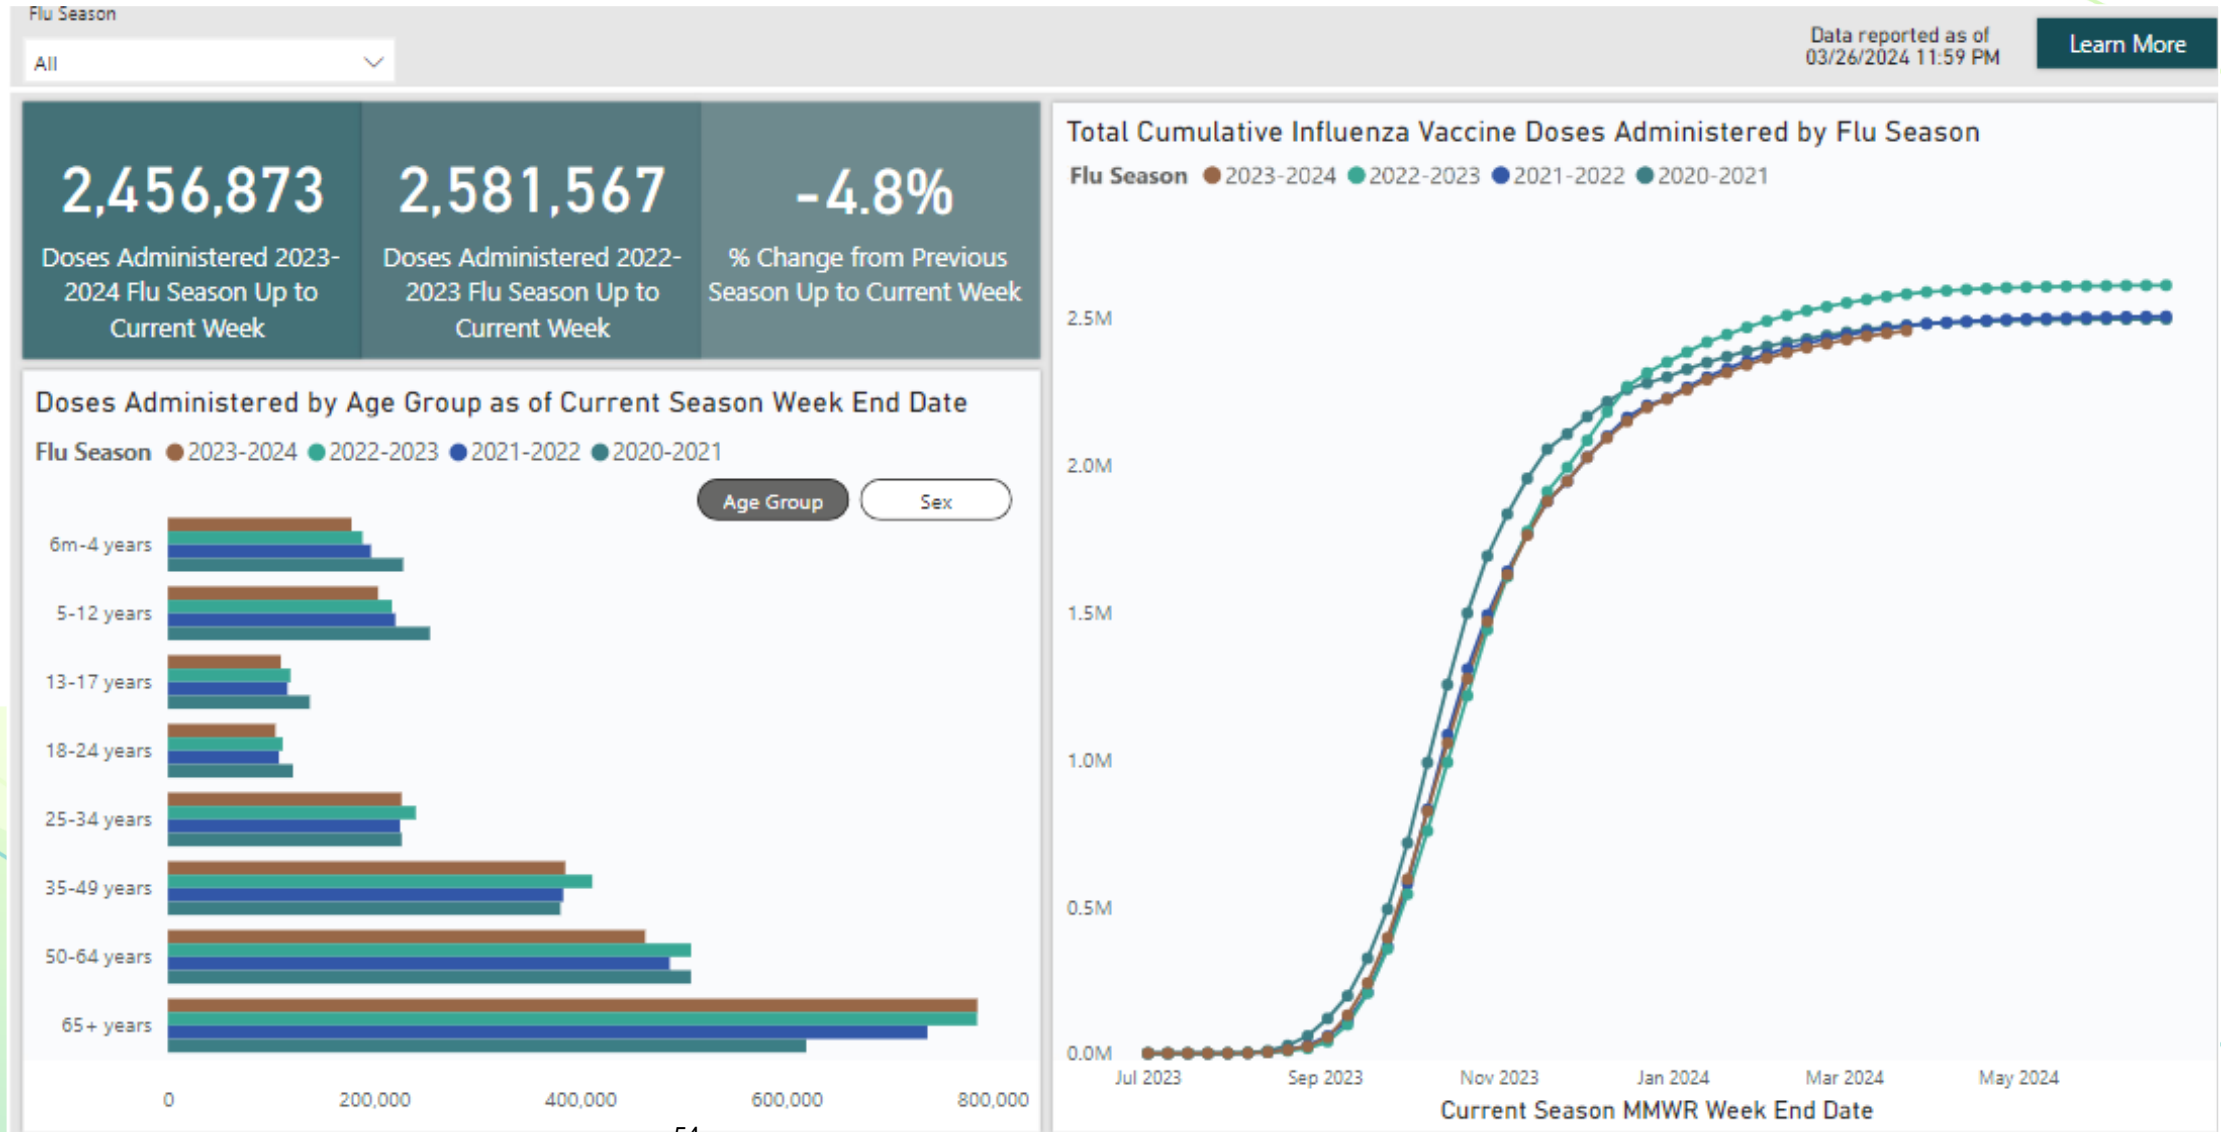 Flu Season
All
Data reported as of
03/26/2024 11:59 PM
Learn More
2,456,873
Doses Administered 2023-
2024 Flu Season Up to
Current Week
2,581,567
Doses Administered 2022-
2023 Flu Season Up to
Current Week
-4.8%
% Change from Previous
Season Up to Current Week
Doses Administered by Age Group as of Current Season Week End Date
Flu Season 2023-2024 2022-2023 2021-2022 2020-2021
Age Group
Sex
6m-4 years
5-12 years
13-17 years
18-24 years
25-34 years
35-49 years
50-64 years
65+ years
0 200,000 400,000 600,000 800,000
Total Cumulative Influenza Vaccine Doses Administered by Flu Season
Flu Season 2023-2024 2022-2023 2021-2022 2020-2021
2.5M
2.0M
1.5M
1.0M
0.5M
0.0M
Jul 2023 Sep 2023 Nov 2023 Jan 2024 Mar 2024 May 2024
Current Season MMWR Week End Date